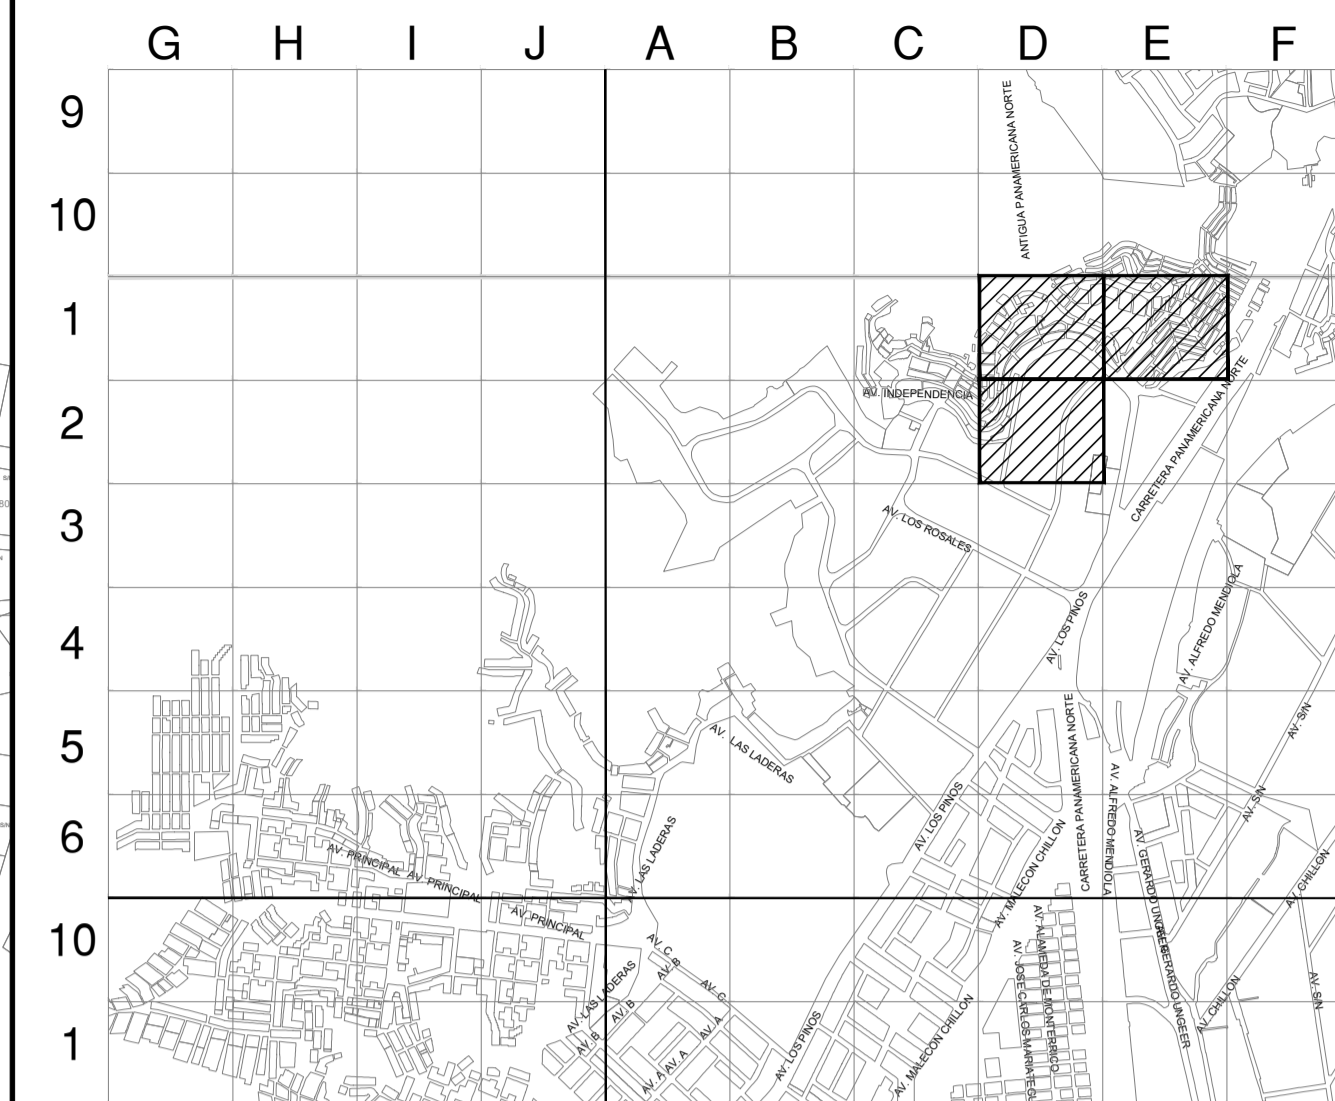 G H I J A B C D E F
9
10
1
2
3
4
5
6
10
1
ANTIGUA PANAMERICANA NORTE
AV. INDEPENDENCIA
CARRETERA PANAMERICANA NORTE
AV. LOS ROSALES
AV. LOS PINOS
AV. ALFREDO MENDIOLA
AV. LAS LADERAS
CARRETERA PANAMERICANA NORTE
AV. S/N
AV. ALFREDO MENDIOLA
AV. S/N
AV. LOS PINOS
AV. LAS LADERAS
AV. PRINCIPAL
AV. PRINCIPAL
AV. MALECON CHILLON
AV. GERARDO UNGER
AV. CHILLON
AV. PRINCIPAL
AV. C
AV. B
AV. C
AV. LAS LADERAS
AV. B
AV. A
AV. B
AV. A
AV. A
AV. LOS PINOS
AV. MALECON CHILLON
AV. JOSE CARLOS MARIATEGUI
AV. ALAMEDA DE MONTERRICO
GERARDO UNGEER
AV. CHILLON
AV. S/N